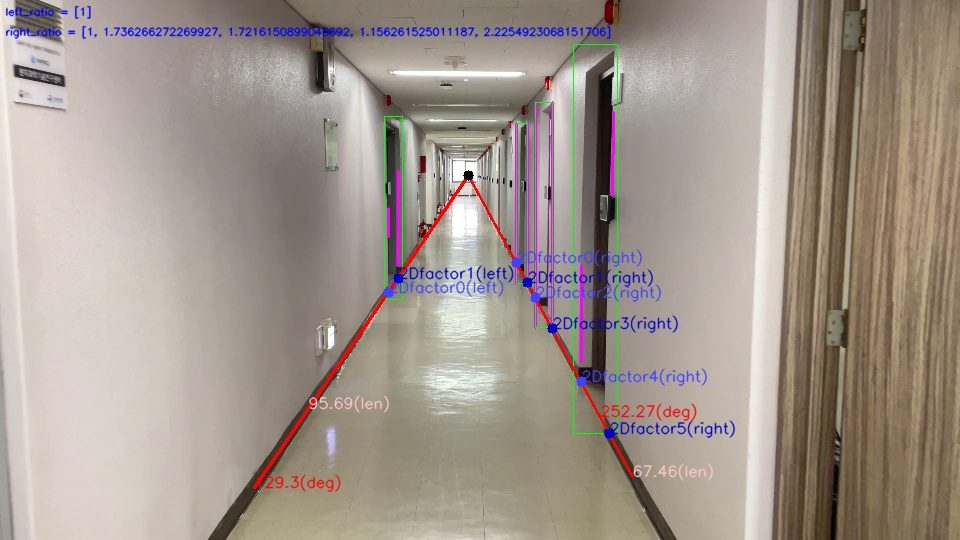 left_ratio = [1]
right_ratio = [1, 1.736266272269927, 1.7216150899045692, 1.156261525011187, 2.2254923068151706]
2Dfactor0(right)
2Dfactor1(left)
2Dfactor1(right)
2Dfactor0(left)
2Dfactor2(right)
2Dfactor3(right)
2Dfactor4(right)
95.69(len)
252.27(deg)
2Dfactor5(right)
67.46(len)
29.3(deg)